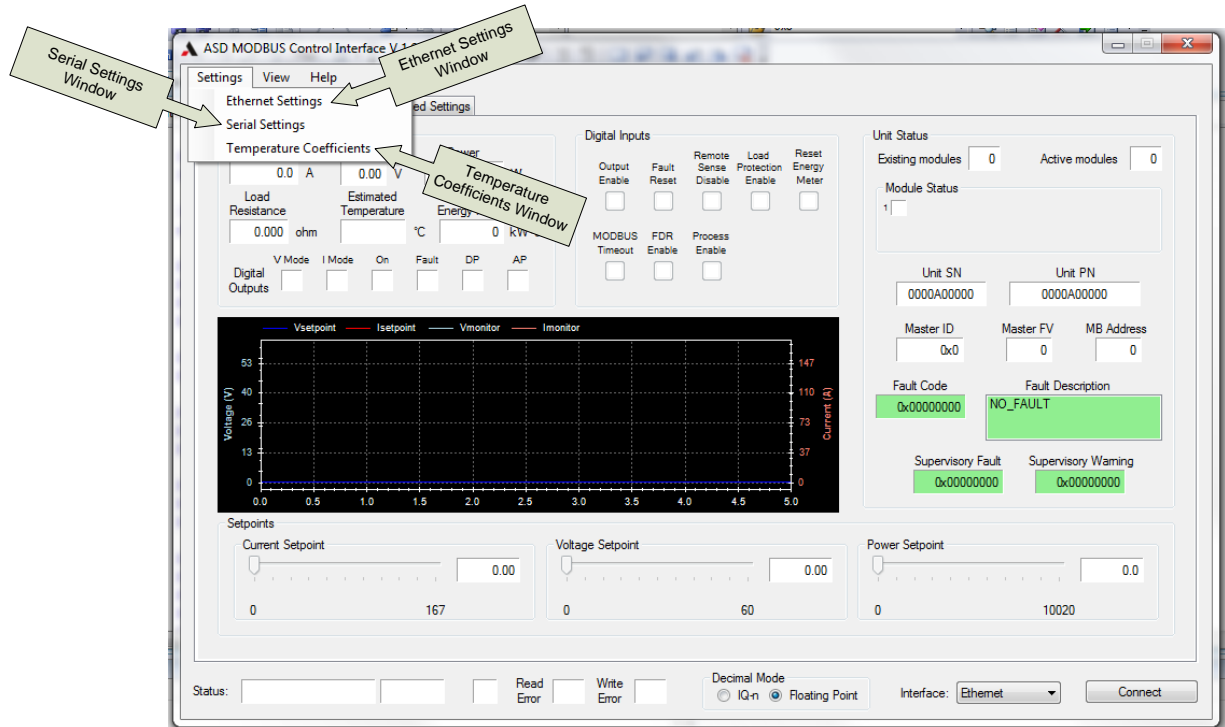 Serial Settings
Window
Ethernet Settings
Window
ASD MODBUS Control Interface V 1.
Settings View Help
Ethernet Settings
Serial Settings
Temperature Coefficients
ed Settings
Temperature
Coefficients Window
0.0 A
0.00 V
Load
Resistance
Estimated
Temperature
0.000 ohm
°C
0
Digital
Outputs
V Mode I Mode On Fault DP AP
Digital Inputs
Output
Enable
Fault
Reset
Remote
Sense
Disable
Load
Protection
Enable
Reset
Energy
Meter
MODBUS
Timeout
FDR
Enable
Process
Enable
Unit Status
Existing modules 0
Active modules 0
Module Status
1
Unit SN
Unit PN
0000A00000
0000A00000
Master ID
Master FV
MB Address
0x0
0
0
Fault Code
Fault Description
0x00000000
NO_FAULT
Supervisory Fault
Supervisory Warning
0x00000000
0x00000000
Vsetpoint Isetpoint Vmonitor Imonitor
Voltage (V)
53
40
26
13
0
147
110
73
37
0
Current (A)
0.0 0.5 1.0 1.5 2.0 2.5 3.0 3.5 4.0 4.5 5.0
Setpoints
Current Setpoint
0.00
0 167
Voltage Setpoint
0.00
0 60
Power Setpoint
0.0
0 10020
Status:
Read
Error
Write
Error
Decimal Mode
IQ-n Floating Point
Interface: Ethernet
Connect